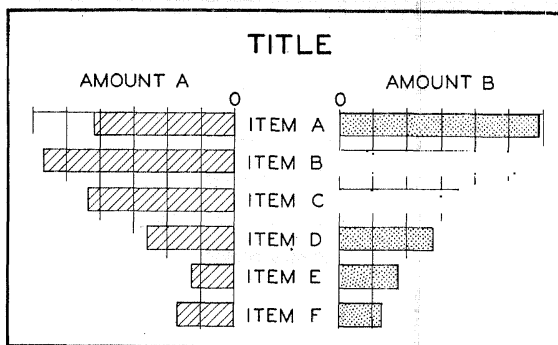 TITLE
AMOUNT A
AMOUNT B
0
0
ITEM A
ITEM B
ITEM C
ITEM D
ITEM E
ITEM F